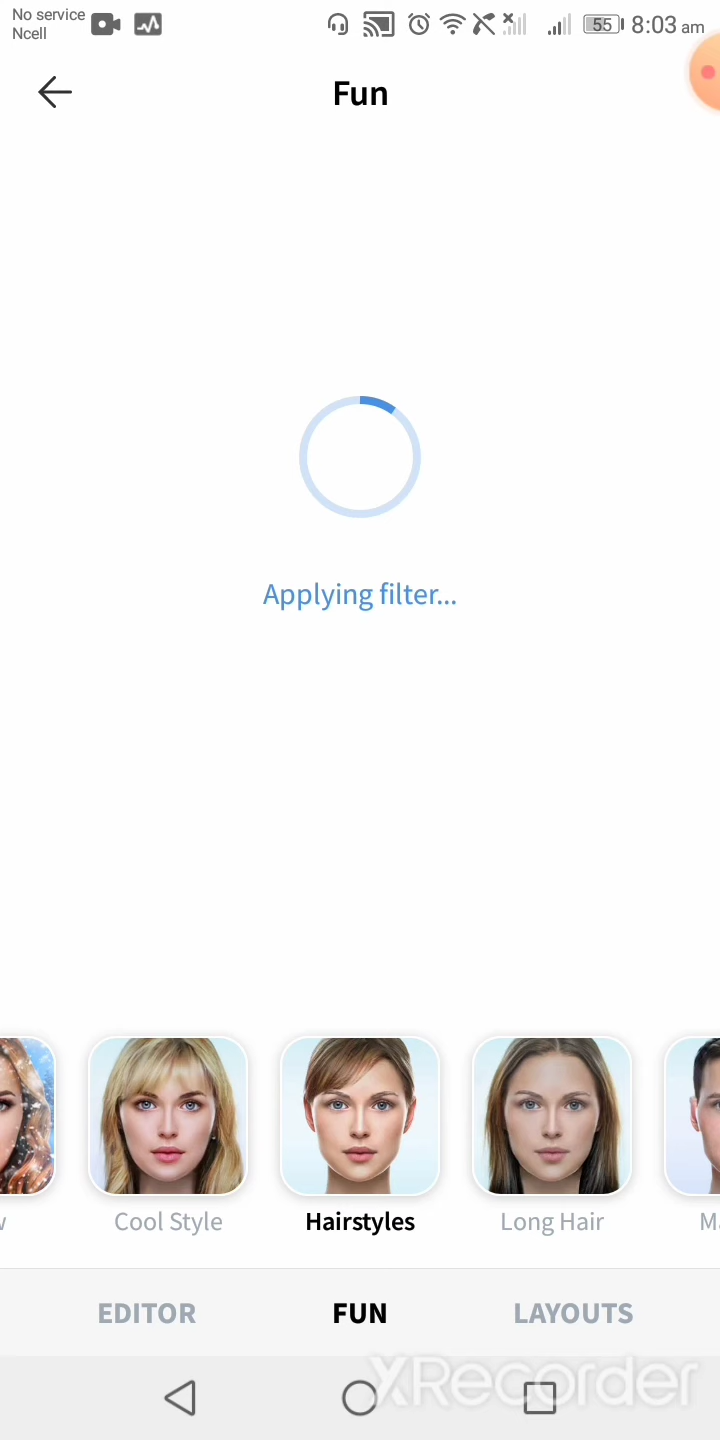 No service
Ncell
55
8:03 am
Fun
Applying filter...
Cool Style
Hairstyles
Long Hair
EDITOR
FUN
LAYOUTS
XRecorder